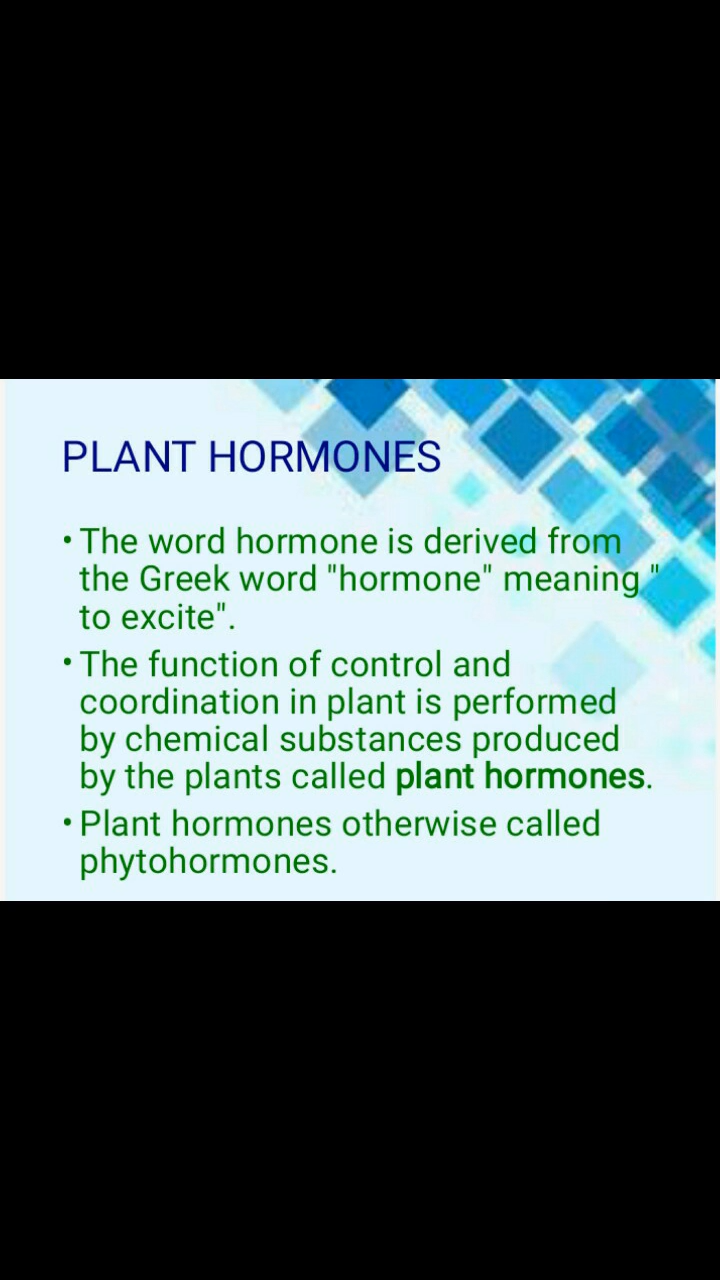 PLANT HORMONES
• The word hormone is derived from
the Greek word "hormone" meaning "
to excite".
• The function of control and
coordination in plant is performed
by chemical substances produced
by the plants called plant hormones.
• Plant hormones otherwise called
phytohormones.